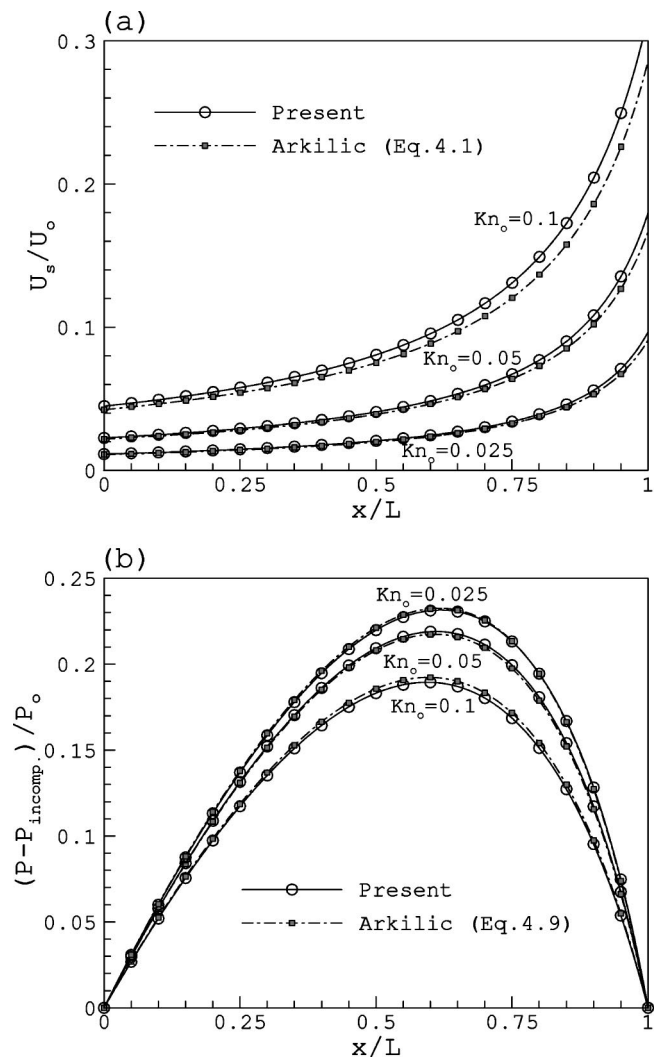 (a)
0.3
Present
Arkilic (Eq.4.1)
0.2
Kn_o=0.1
U_s/U_o
0.1
Kn_o=0.05
Kn_o=0.025
0
0 0.25 0.5 0.75 1
x/L
(b)
0.25
Kn_o=0.025
0.2
Kn_o=0.05
Kn_o=0.1
0.15
(P-P_incomp.)/P_o
0.1
Present
0.05
Arkilic (Eq.4.9)
0
0 0.25 0.5 0.75 1
x/L